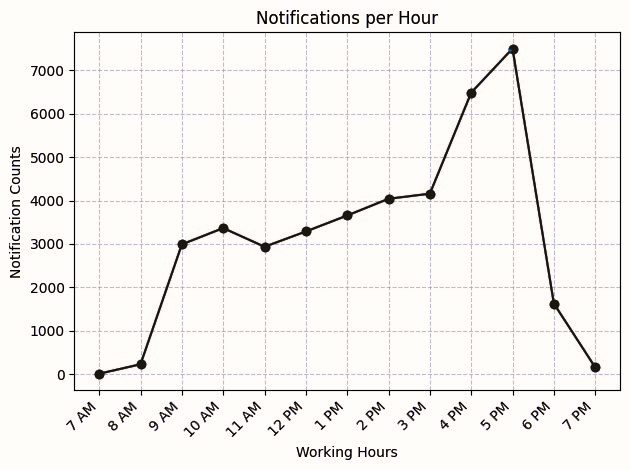 Notifications per Hour
Notification Counts
7000
6000
5000
4000
3000
2000
1000
0
7 AM
8 AM
9 AM
10 AM
11 AM
12 PM
1 PM
2 PM
3 PM
4 PM
5 PM
6 PM
7 PM
Working Hours